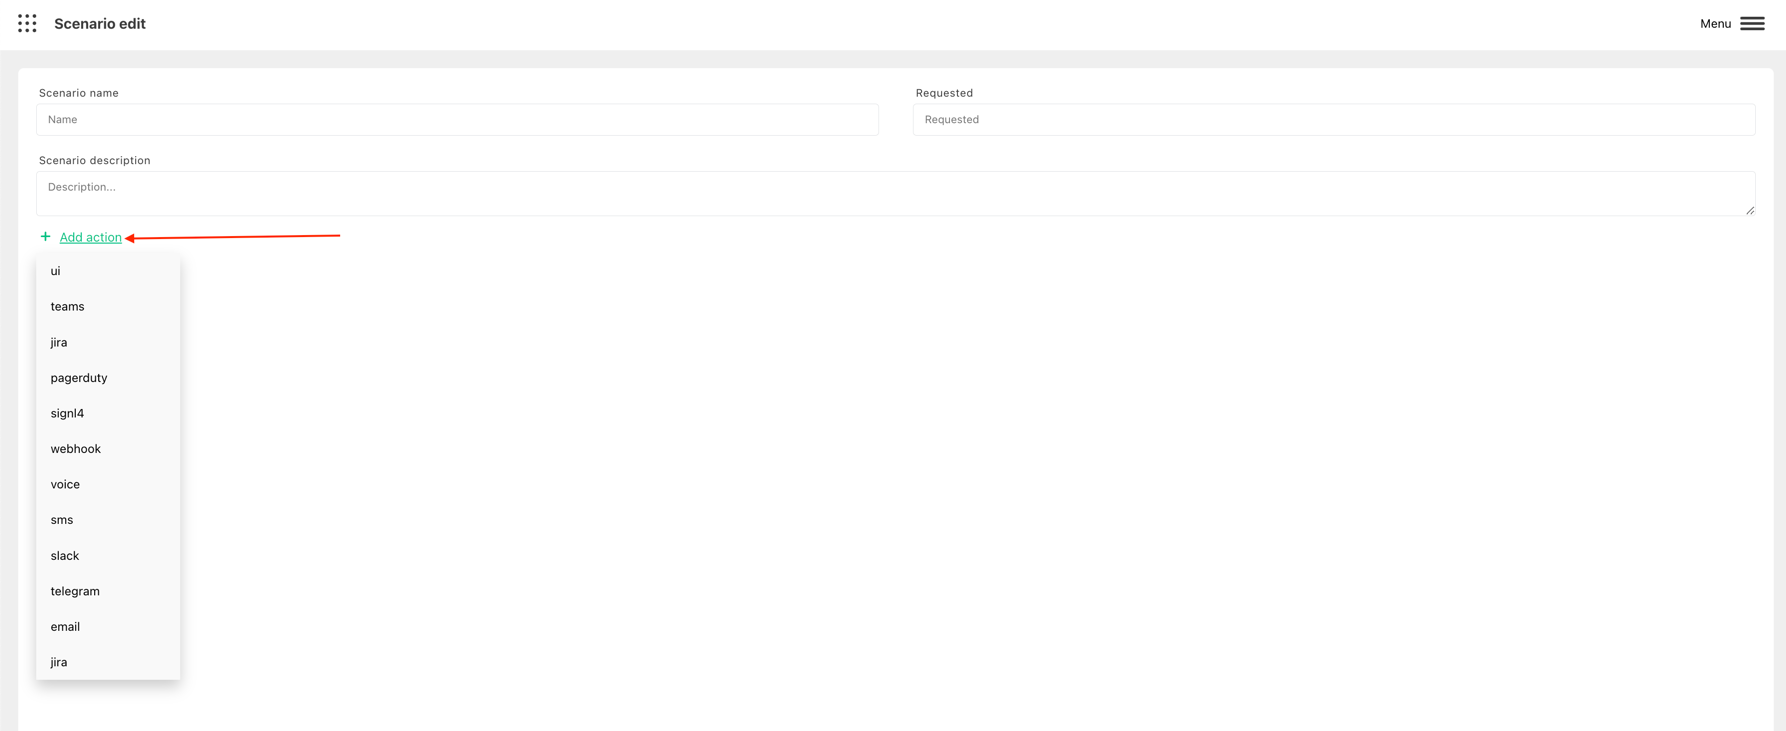 Scenario edit
Menu
Scenario name
Requested
Name
Requested
Scenario description
Description...
+ Add action
ui
teams
jira
pagerduty
signl4
webhook
voice
sms
slack
telegram
email
jira